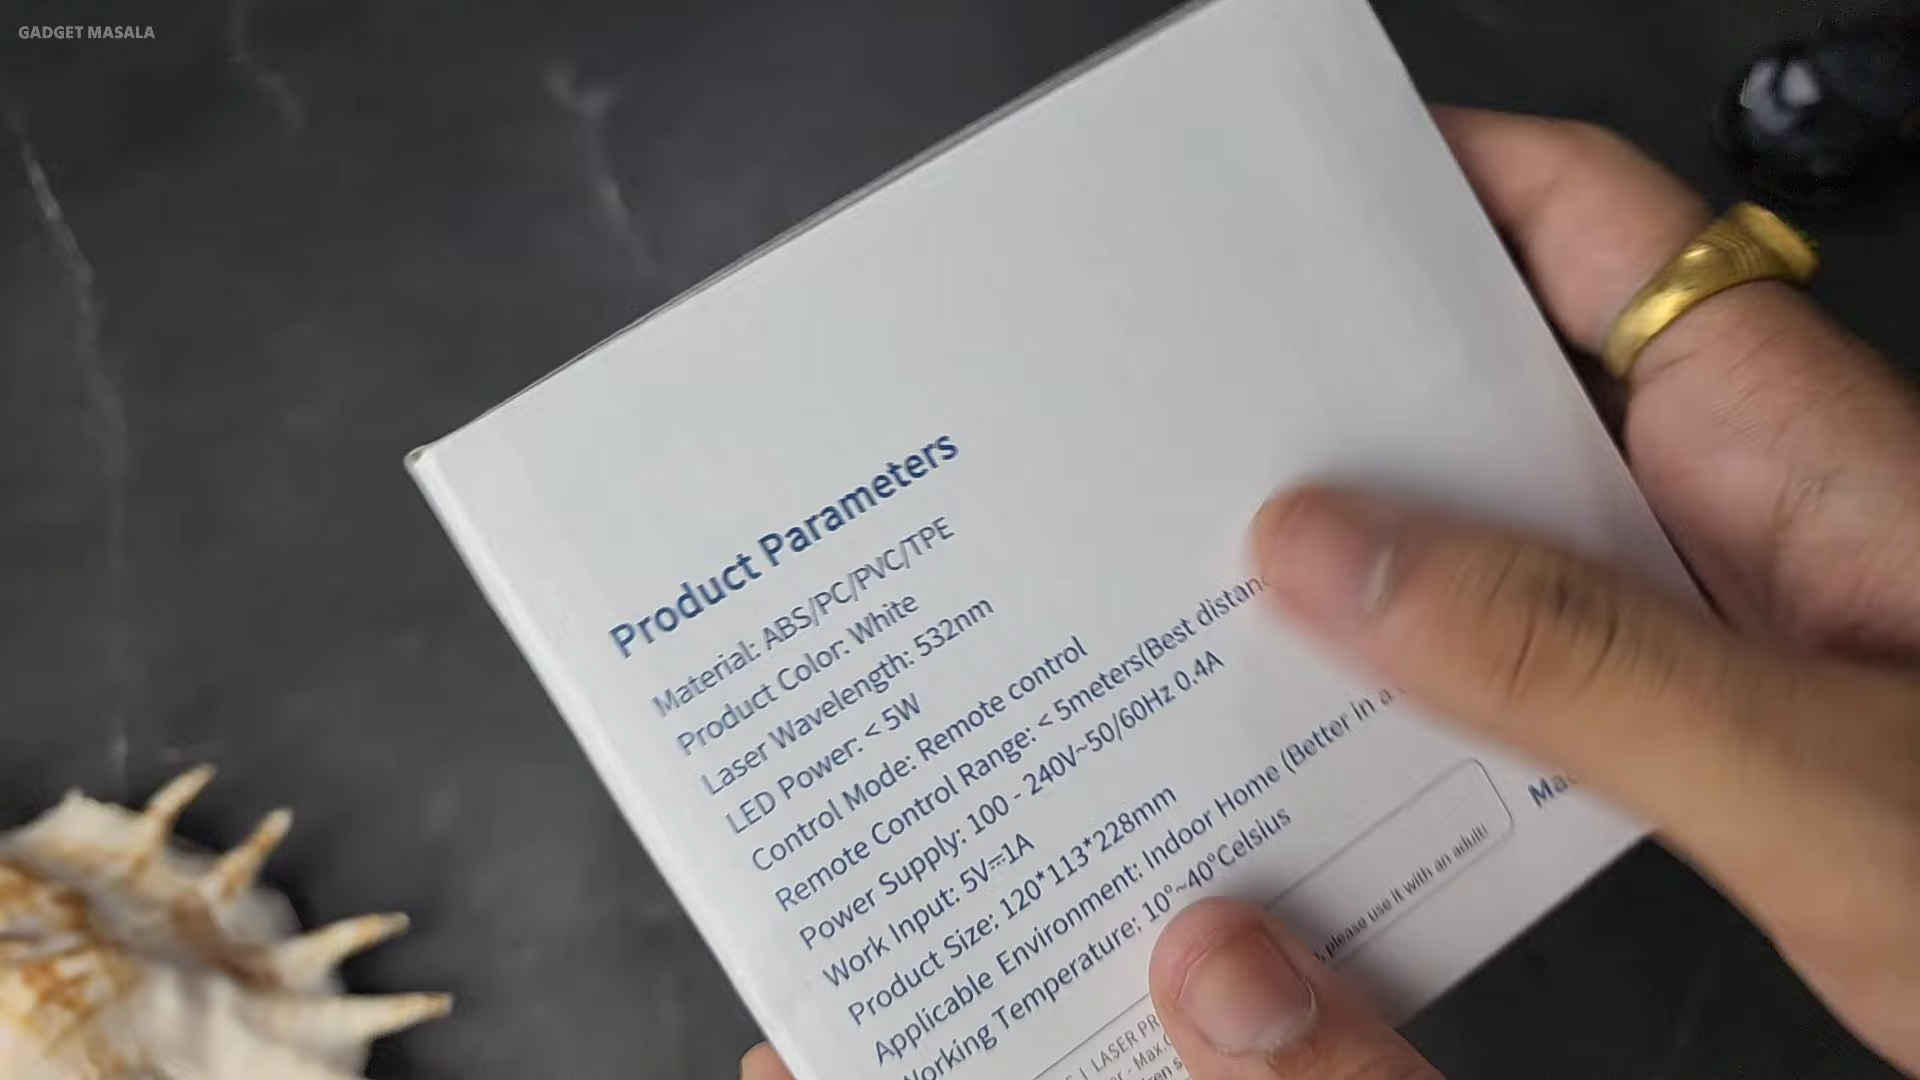 GADGET MASALA
Product Parameters
Material: ABS/PC/PVC/TPE
Product Color: White
Laser Wavelength: 532nm
LED Power: < 5W
Control Mode: Remote control
Remote Control Range: < 5meters(Best
Power Supply: 100 - 240V~50/60Hz 0.4A
Work Input: 5V⎓1A
Product Size: 120*113*228mm
Applicable Environment: Indoor Home (Better in a
Working Temperature: 10°~40°Celsius
please use it with an adult!
LASER